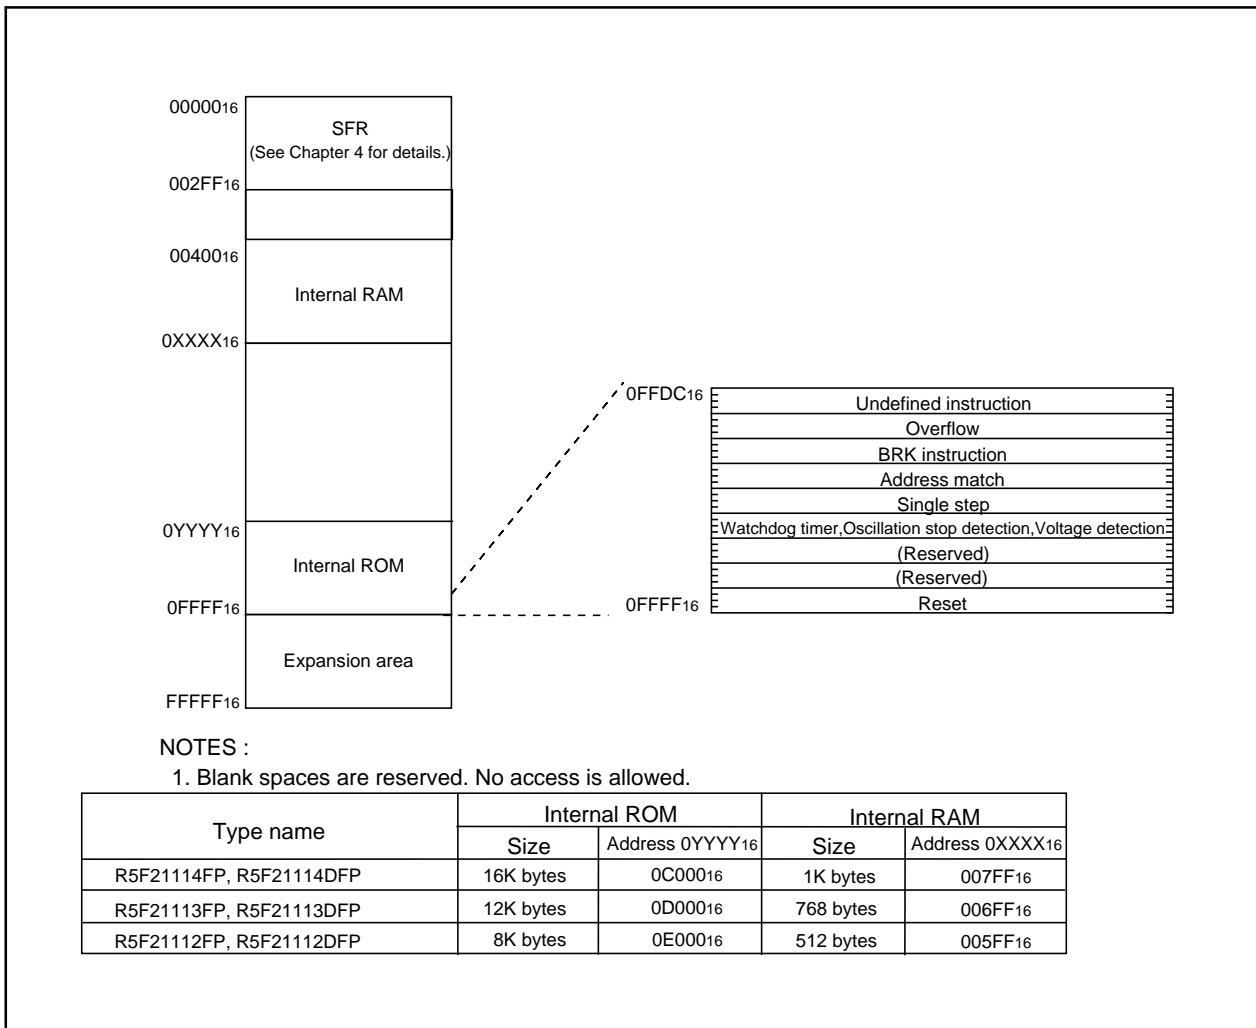 0000016
SFR
(See Chapter 4 for details.)
002FF16
0040016
Internal RAM
0XXXX16
0YYYY16
Internal ROM
0FFFF16
Expansion area
FFFFF16
0FFDC16
Undefined instruction
Overflow
BRK instruction
Address match
Single step
Watchdog timer,Oscillation stop detection,Voltage detection
(Reserved)
(Reserved)
0FFFF16 Reset
NOTES :
1. Blank spaces are reserved. No access is allowed.
Type name Internal ROM Internal RAM
Size Address 0YYYY16 Size Address 0XXXX16
R5F21114FP, R5F21114DFP 16K bytes 0C00016 1K bytes 007FF16
R5F21113FP, R5F21113DFP 12K bytes 0D00016 768 bytes 006FF16
R5F21112FP, R5F21112DFP 8K bytes 0E00016 512 bytes 005FF16